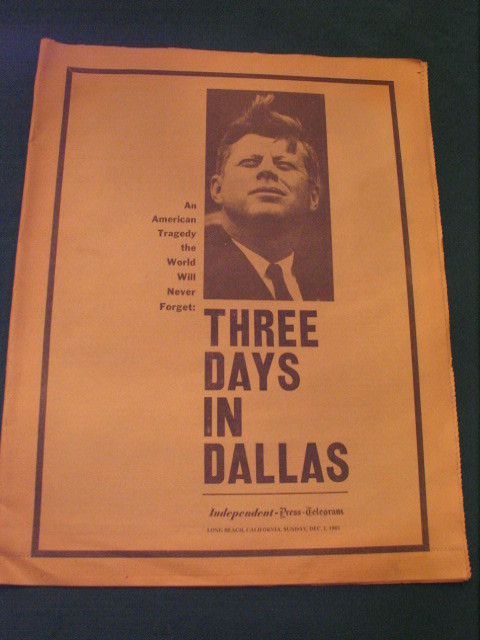 An
American
Tragedy
the
World
Will
Never
Forget:
THREE
DAYS
IN
DALLAS
Independent-Press-Telegram
LONG BEACH, CALIFORNIA, SUNDAY, DEC. 1, 1963